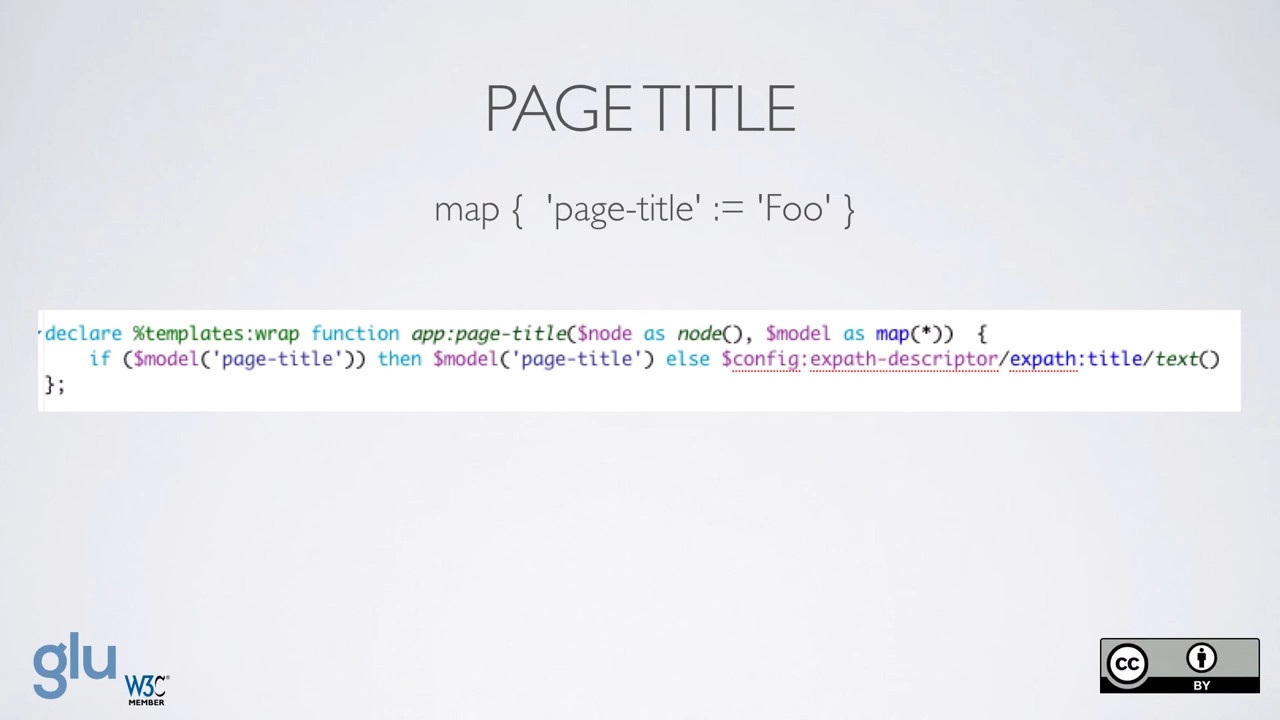 PAGE TITLE
map { 'page-title' := 'Foo' }
declare %templates:wrap function app:page-title($node as node(), $model as map(*)) {
if ($model('page-title')) then $model('page-title') else $config:expath-descriptor/expath:title/text()
};
glu
W3C®
MEMBER
cc
BY